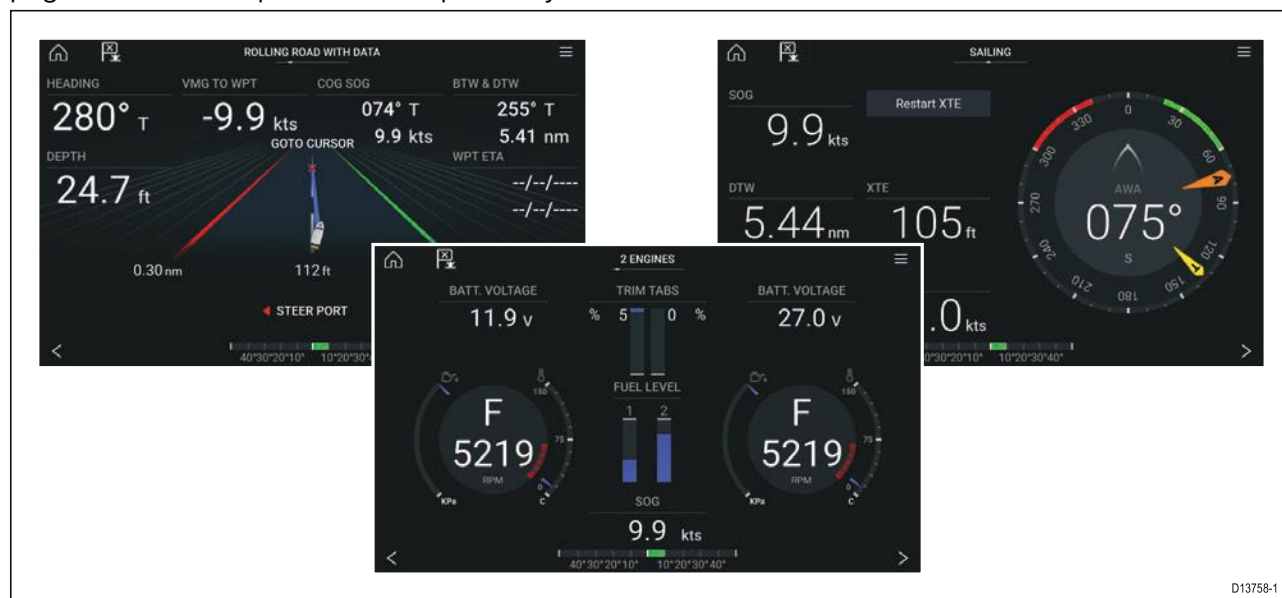 ROLLING ROAD WITH DATA
HEADING VMG TO WPT COG SOG BTW & DTW
280° T -9.9 kts 074° T 255° T
9.9 kts 5.41 nm
GOTO CURSOR
DEPTH WPT ETA
24.7 ft --/--/----
--/--/----
0.30 nm 112 ft
STEER PORT
40°30°20°10° 10°20°30°
SAILING
SOG Restart XTE
9.9 kts
DTW XTE
5.44 nm 105 ft
.0 kts
0 30 60 90 120 150 180 210 240 270 300 330
AWA
075°
S
A
T
0°30°20°10° 10°20°30°40°
2 ENGINES
BATT. VOLTAGE TRIM TABS BATT. VOLTAGE
11.9 v % 5 0 % 27.0 v
FUEL LEVEL
1 2
150 75 0
F
5219
RPM
KPa C
150 75 0
F
5219
RPM
KPa C
SOG
9.9 kts
40°30°20°10° 10°20°30°40°
D13758-1